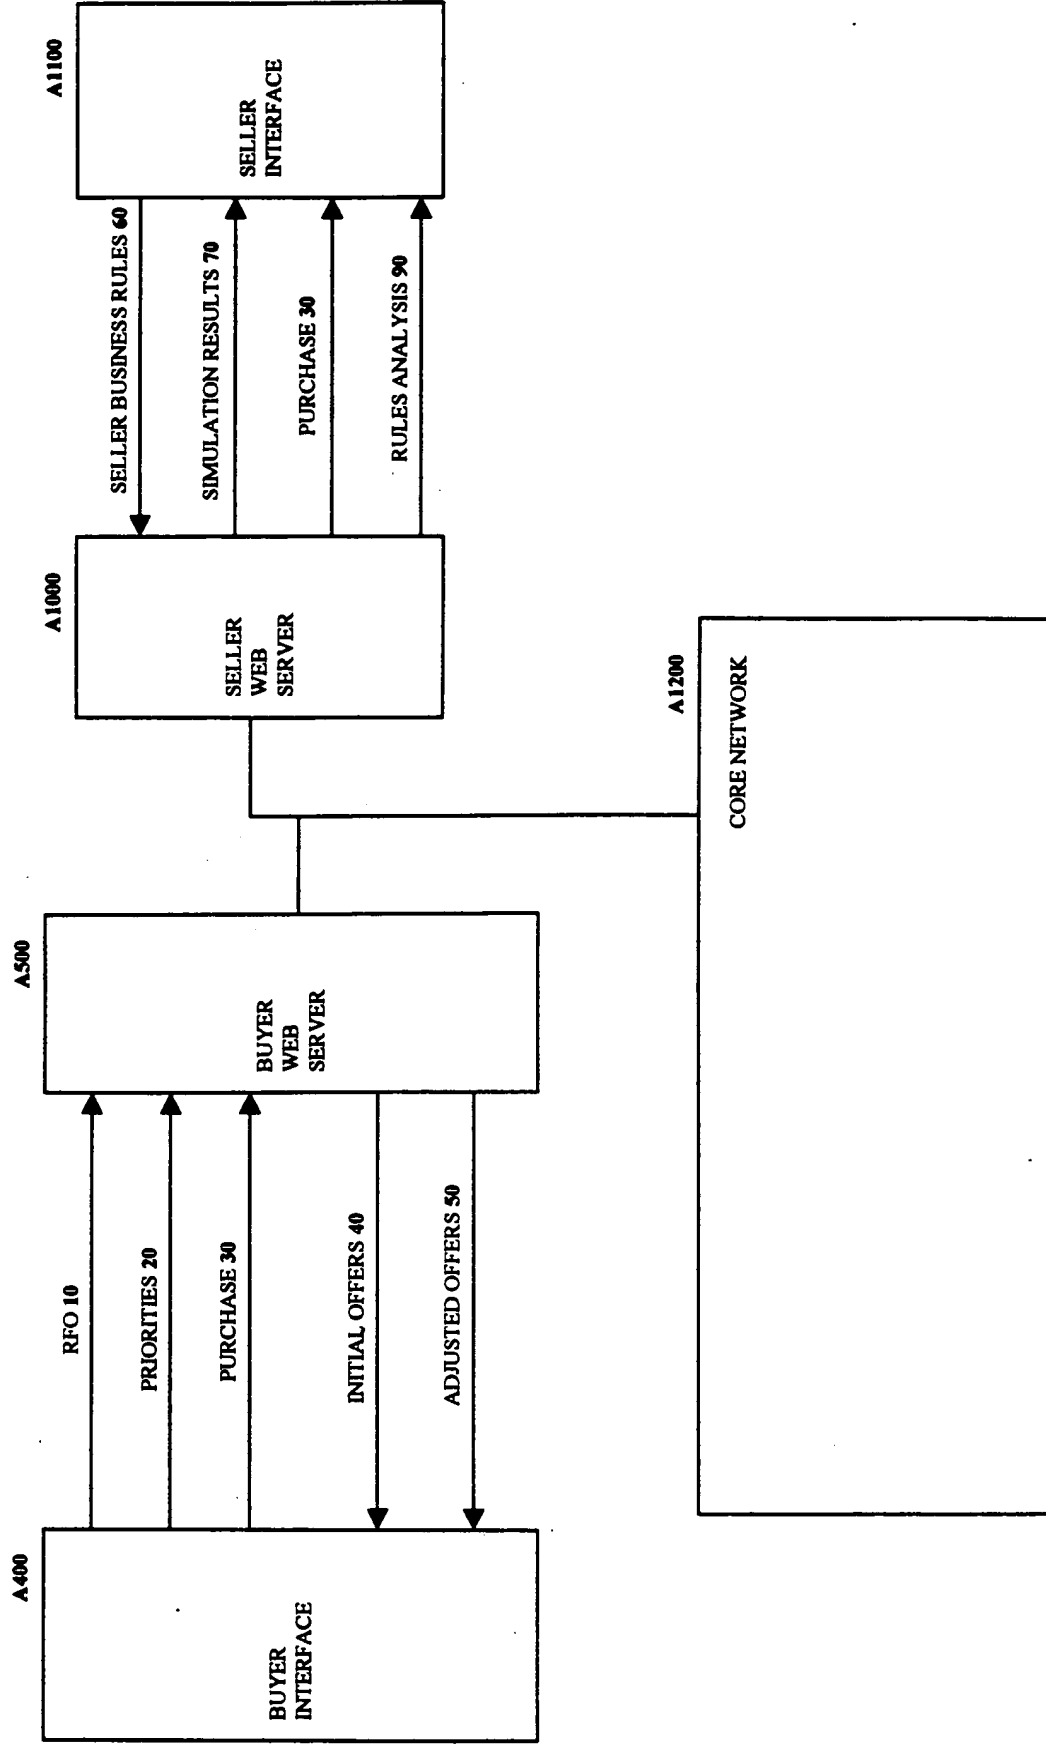 A400
BUYER
INTERFACE
RFO 10
PRIORITIES 20
PURCHASE 30
INITIAL OFFERS 40
ADJUSTED OFFERS 50
A500
BUYER
WEB
SERVER
A1000
SELLER
WEB
SERVER
SELLER BUSINESS RULES 60
SIMULATION RESULTS 70
PURCHASE 30
RULES ANALYSIS 90
A1100
SELLER
INTERFACE
A1200
CORE NETWORK